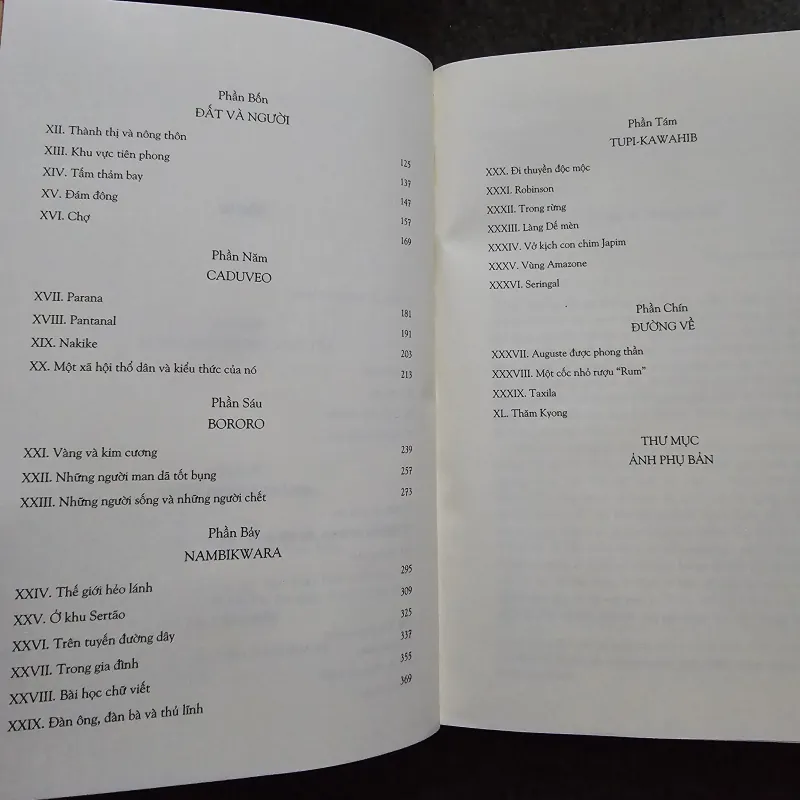 Phần Bốn
ĐẤT VÀ NGƯỜI
XII. Thành thị và nông thôn 125
XIII. Khu vực tiên phong 137
XIV. Tấm thảm bay 147
XV. Đám đông 157
XVI. Chợ 169
Phần Năm
CADUVEO
XVII. Parana 181
XVIII. Pantanal 191
XIX. Nakike 203
XX. Một xã hội thổ dân và kiểu thức của nó 213
Phần Sáu
BORORO
XXI. Vàng và kim cương 239
XXII. Những người man dã tốt bụng 257
XXIII. Những người sống và những người chết 273
Phần Bảy
NAMBIKWARA
XXIV. Thế giới hẻo lánh 295
XXV. Ở khu Sertão 309
XXVI. Trên tuyến đường dây 325
XXVII. Trong gia đình 337
XXVIII. Bài học chữ viết 355
XXIX. Đàn ông, đàn bà và thủ lĩnh 369
Phần Tám
TUPI-KAWAHIB
XXX. Đi thuyền độc mộc
XXXI. Robinson
XXXII. Trong rừng
XXXIII. Làng Dế mèn
XXXIV. Vở kịch con chim Japim
XXXV. Vùng Amazone
XXXVI. Seringal
Phần Chín
ĐƯỜNG VỀ
XXXVII. Auguste được phong thần
XXXVIII. Một cốc nhỏ rượu “Rum”
XXXIX. Taxila
XL. Thăm Kyong
THƯ MỤC
ẢNH PHỤ BẢN